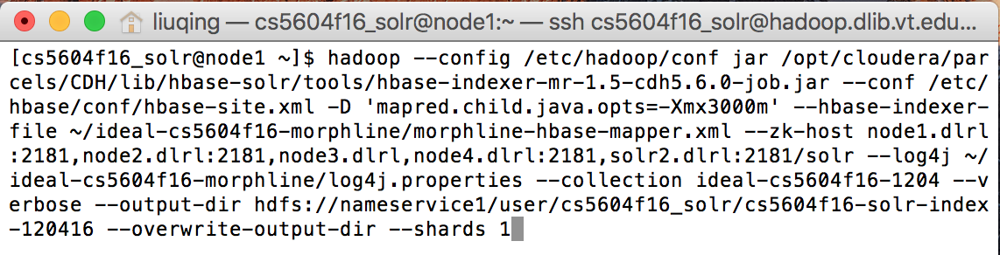 liuqing — cs5604f16_solr@node1:~ — ssh cs5604f16_solr@hadoop.dlib.vt.edu...
[cs5604f16_solr@node1 ~]$ hadoop --config /etc/hadoop/conf jar /opt/cloudera/par
cels/CDH/lib/hbase-solr/tools/hbase-indexer-mr-1.5-cdh5.6.0-job.jar --conf /etc/
hbase/conf/hbase-site.xml -D 'mapred.child.java.opts=-Xmx3000m' --hbase-indexer-
file ~/ideal-cs5604f16-morphline/morphline-hbase-mapper.xml --zk-host node1.dlrl
:2181,node2.dlrl:2181,node3.dlrl,node4.dlrl:2181,solr2.dlrl:2181/solr --log4j ~/
ideal-cs5604f16-morphline/log4j.properties --collection ideal-cs5604f16-1204 --v
erbose --output-dir hdfs://nameservice1/user/cs5604f16_solr/cs5604f16-solr-index
-120416 --overwrite-output-dir --shards 1